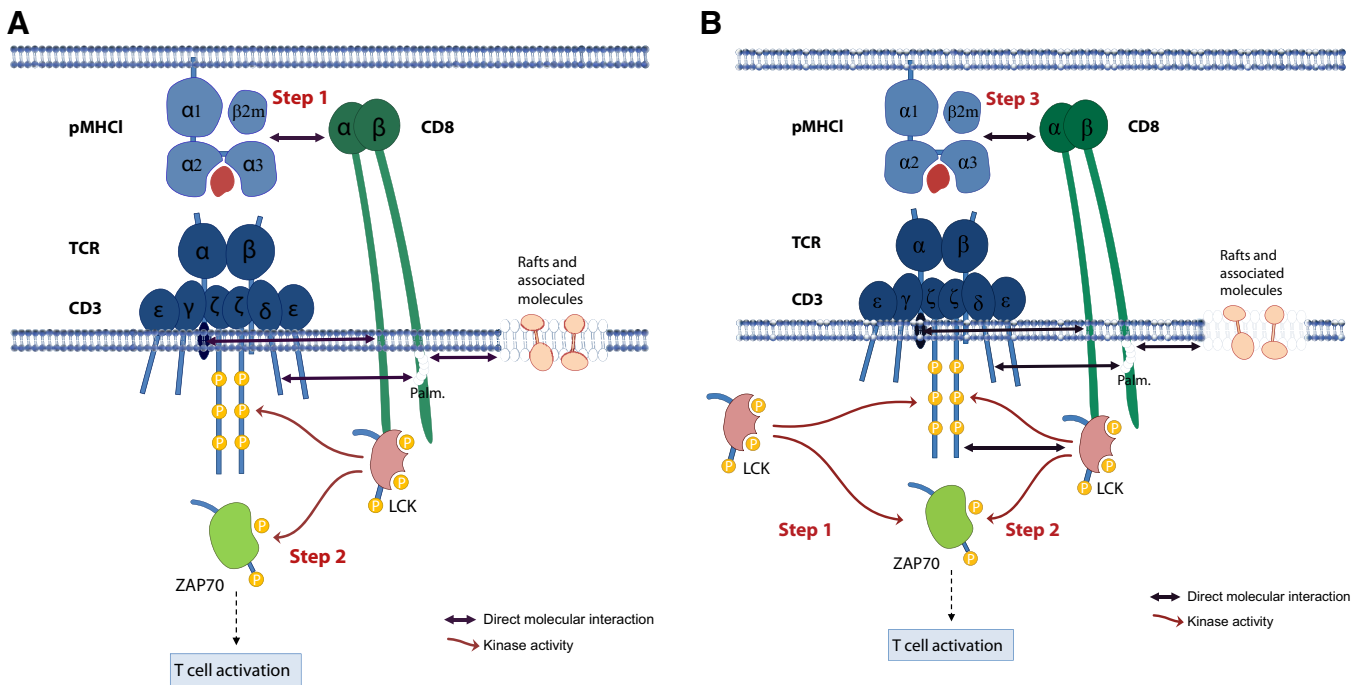 A
Step 1
α1
β2m
pMHCI
α
β
CD8
α2
α3
TCR
α
β
Rafts and
associated
molecules
CD3
ε
γ
ζ
ζ
δ
ε
Palm.
P
P
P
P
P
P
P
P
P
LCK
P
Step 2
ZAP70
P
Direct molecular interaction
Kinase activity
T cell activation
B
Step 3
α1
β2m
pMHCI
α
β
CD8
α2
α3
TCR
α
β
Rafts and
associated
molecules
CD3
ε
γ
ζ
ζ
δ
ε
Palm.
P
P
P
P
P
P
P
P
P
P
P
LCK
P
LCK
P
Step 1
Step 2
ZAP70
P
Direct molecular interaction
Kinase activity
T cell activation